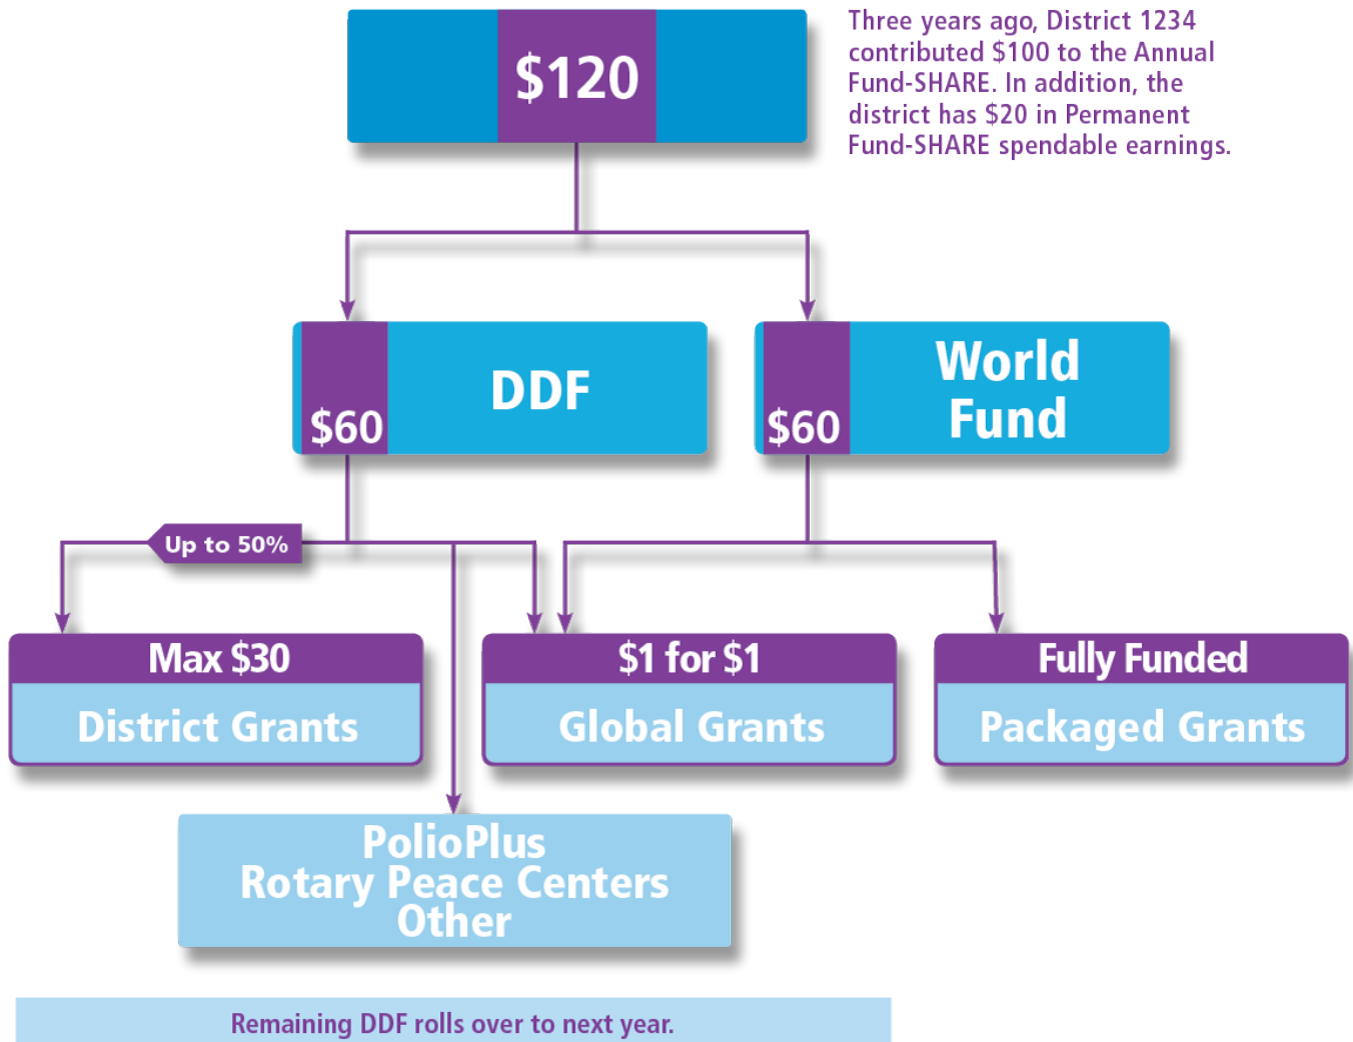 $120
Three years ago, District 1234
contributed $100 to the Annual
Fund-SHARE. In addition, the
district has $20 in Permanent
Fund-SHARE spendable earnings.
$60
DDF
$60
World
Fund
Up to 50%
Max $30
District Grants
$1 for $1
Global Grants
Fully Funded
Packaged Grants
PolioPlus
Rotary Peace Centers
Other
Remaining DDF rolls over to next year.